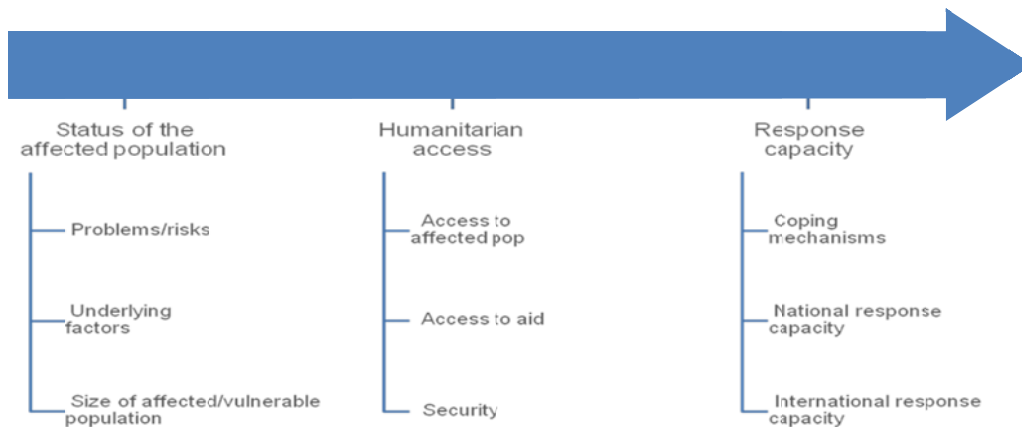 Status of the
affected population
Problems/risks
Underlying
factors
Size of affected/vulnerable
population
Humanitarian
access
Access to
affected pop
Access to aid
Security
Response
capacity
Coping
mechanisms
National response
capacity
International response
capacity